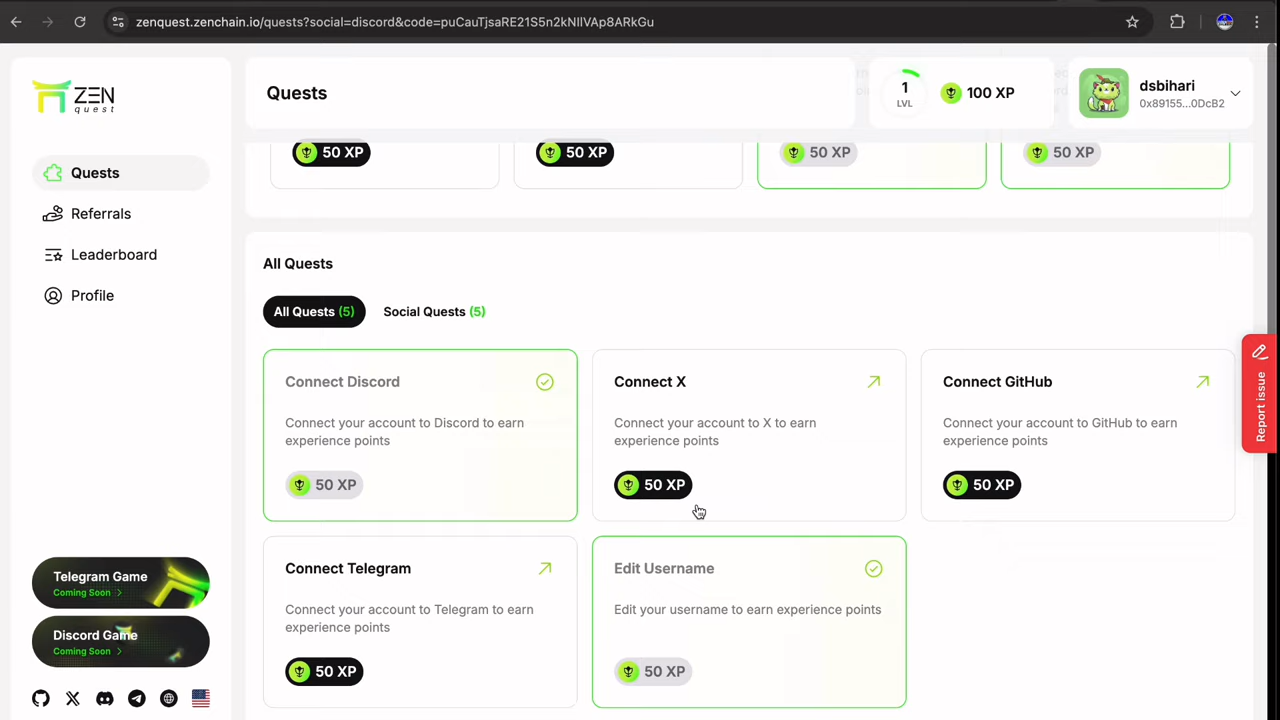 zenquest.zenchain.io/quests?social=discord&code=puCauTjsaRE21S5n2kNIlVAp8ARkGu
ZEN
quest
Quests
1
LVL
100 XP
dsbihari
0x89155...0DcB2
Quests
Referrals
Leaderboard
Profile
50 XP
50 XP
50 XP
50 XP
All Quests
All Quests (5)
Social Quests (5)
Connect Discord
Connect your account to Discord to earn
experience points
50 XP
Connect X
Connect your account to X to earn
experience points
50 XP
Connect GitHub
Connect your account to GitHub to earn
experience points
50 XP
Connect Telegram
Connect your account to Telegram to earn
experience points
50 XP
Edit Username
Edit your username to earn experience points
50 XP
Report issue
Telegram Game
Coming Soon
Discord Game
Coming Soon